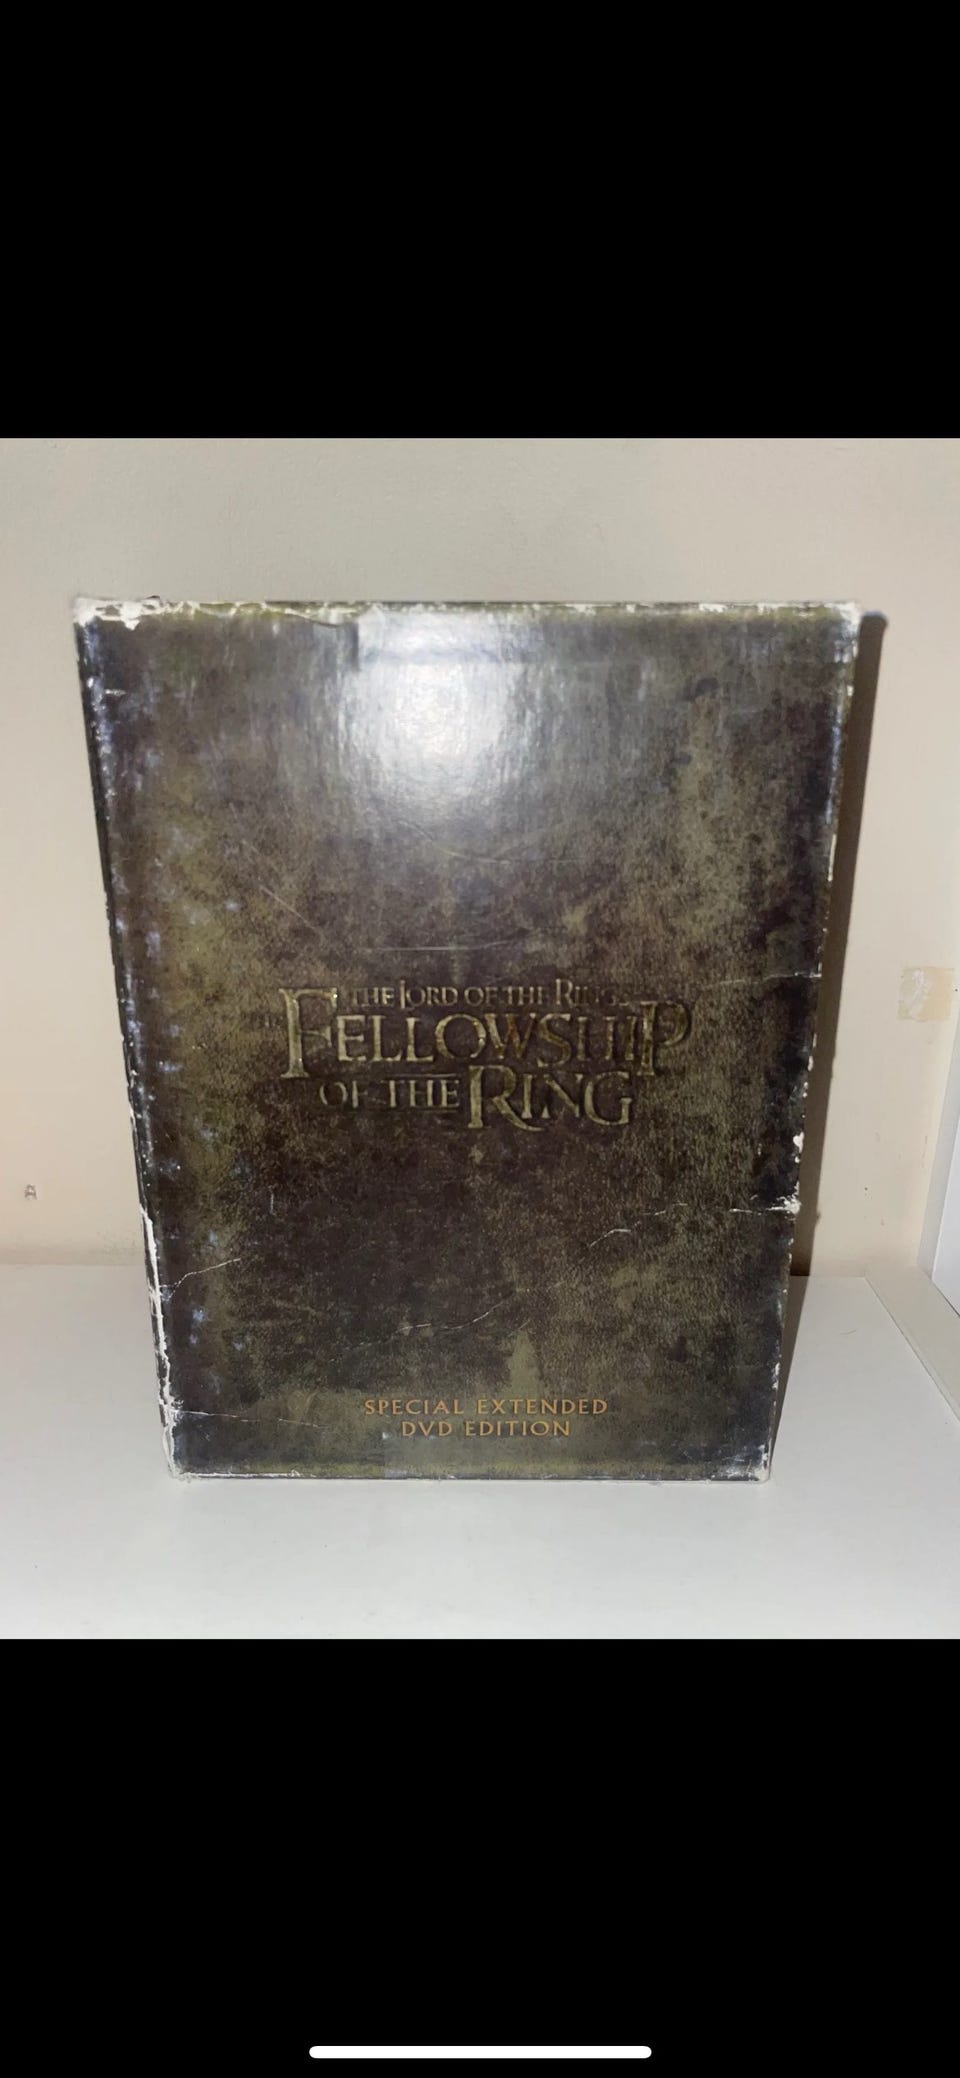 THE LORD OF THE RINGS
FELLOWSHIP
OF THE RING
SPECIAL EXTENDED
DVD EDITION